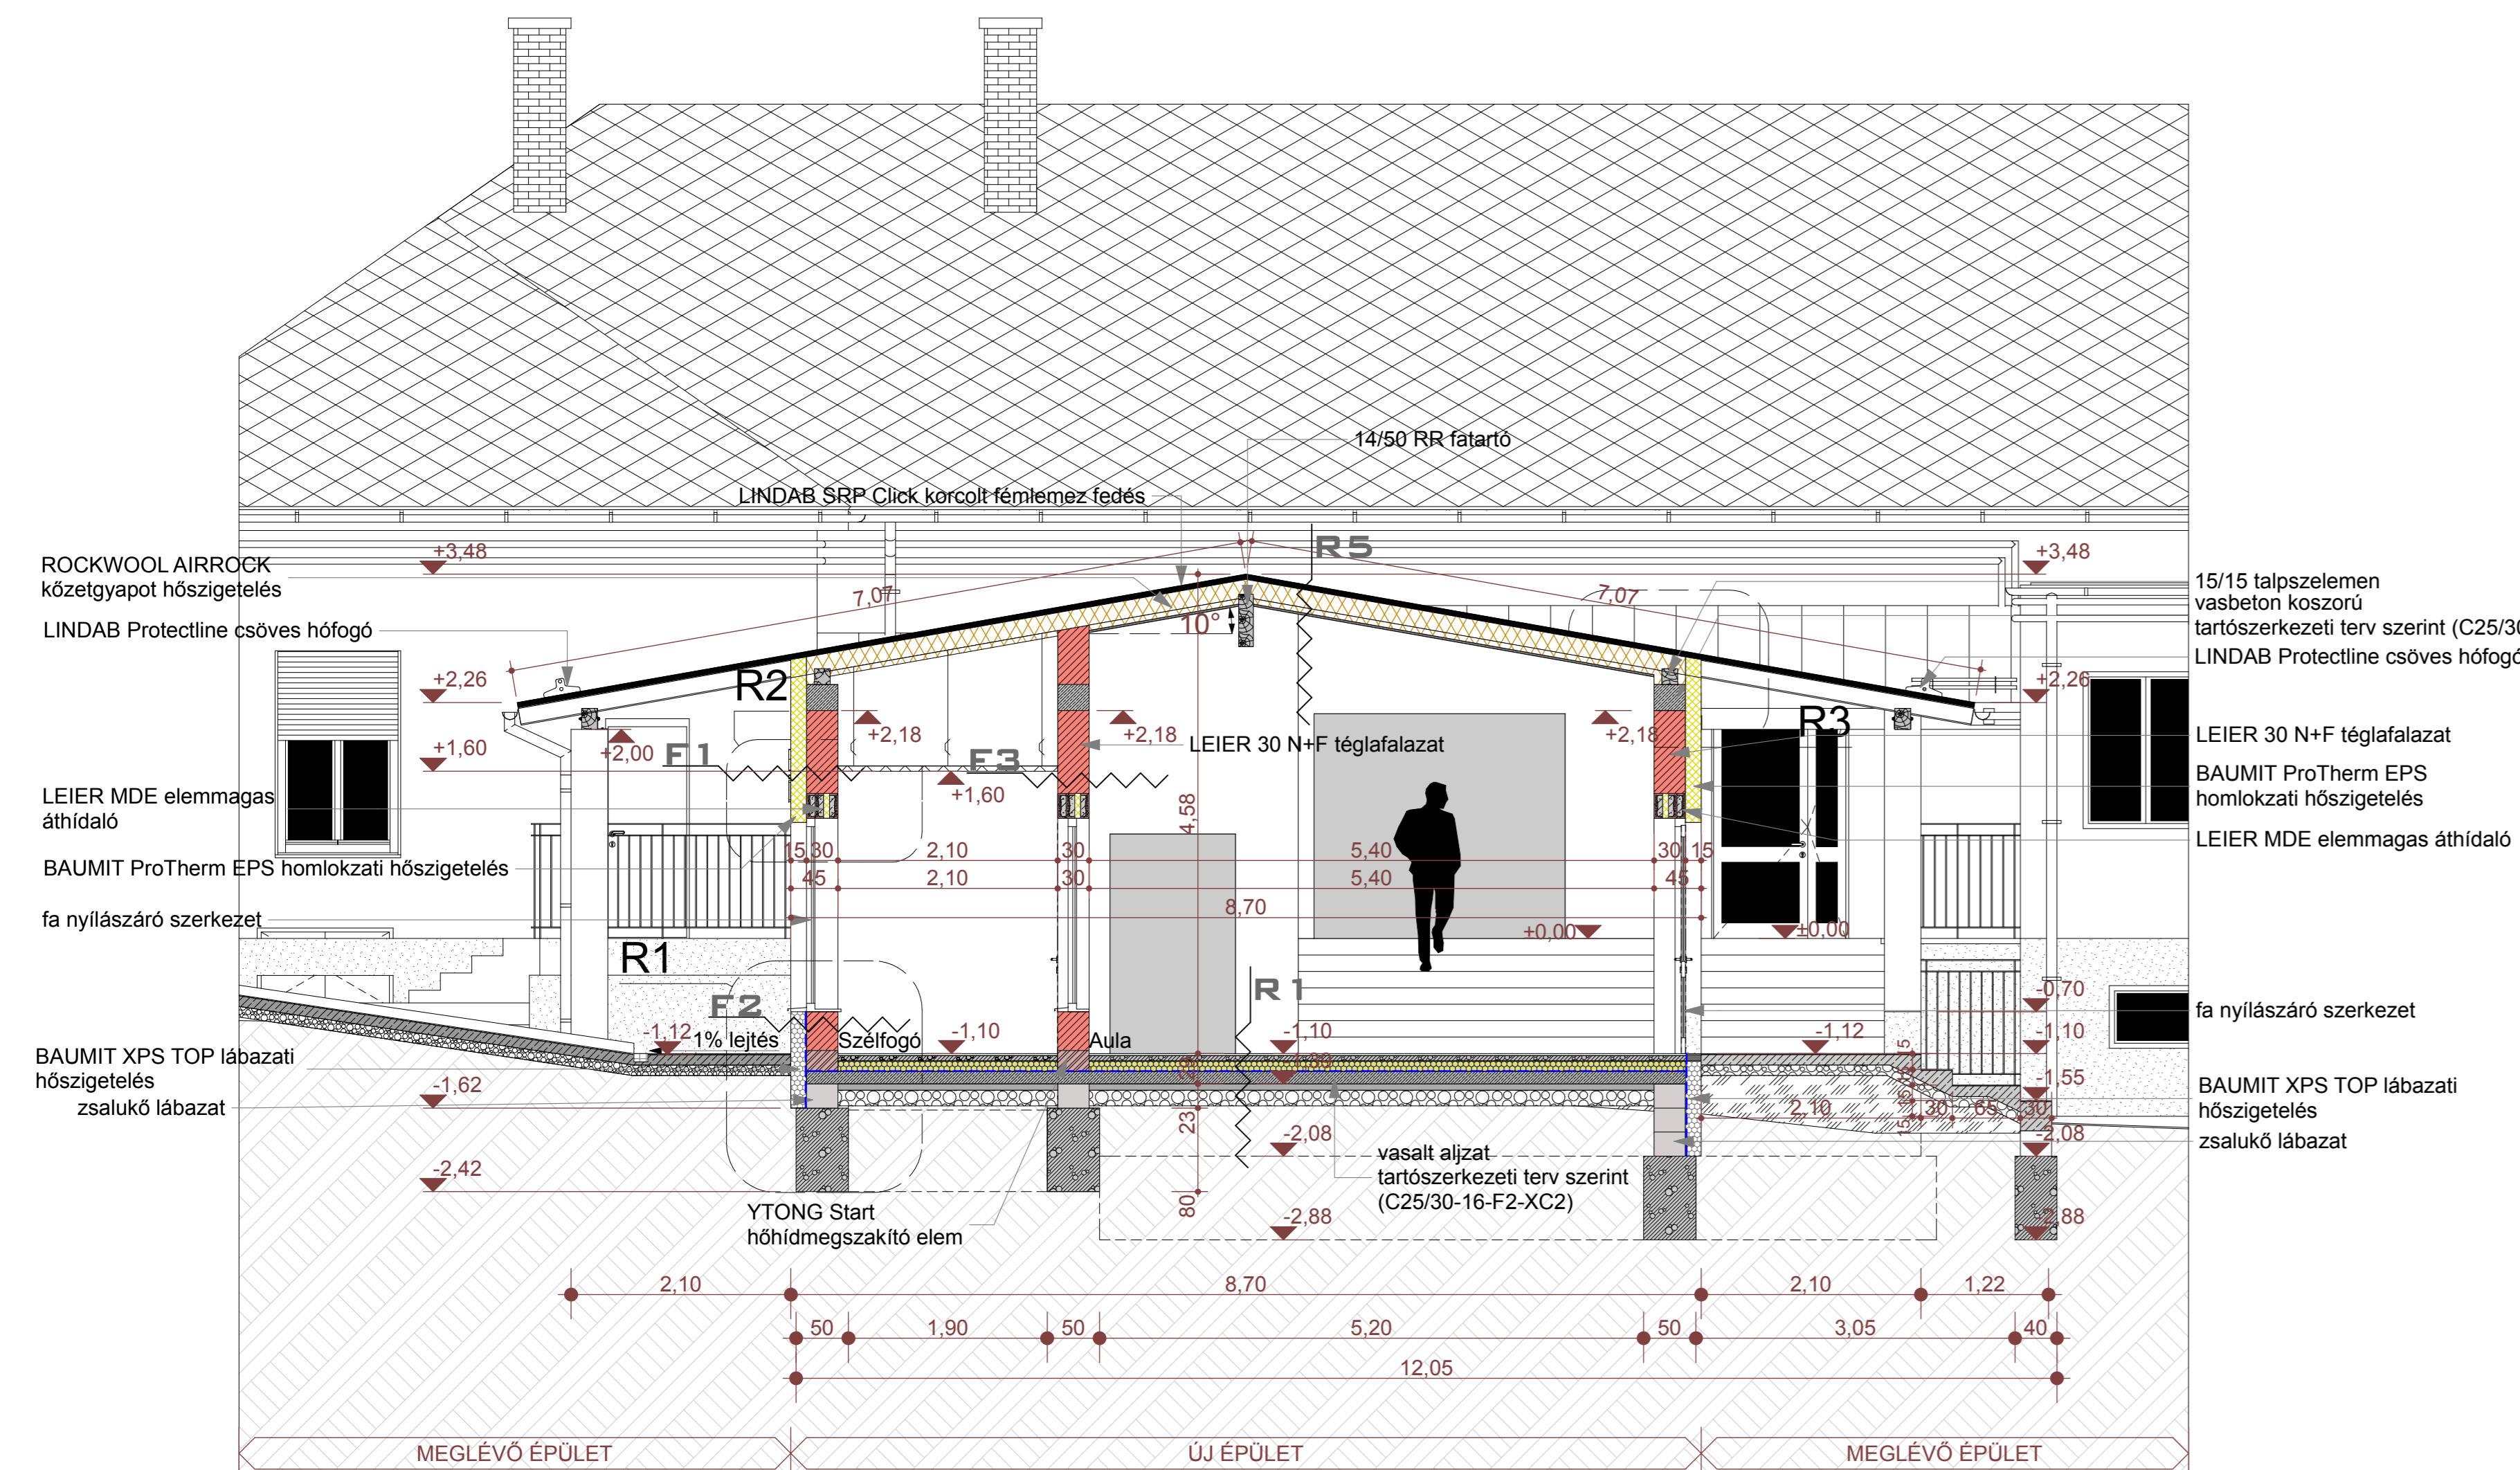 14/50 RR fatartó
LINDAB SRP Click korcolt fémlemez fedés
R5
+3,48
+3,48
ROCKWOOL AIRROCK
kőzetgyapot hőszigetelés
15/15 talpszelemen
vasbeton koszorú
tartószerkezeti terv szerint (C25/30
7,07
7,07
10°
LINDAB Protectline csöves hófogó
LINDAB Protectline csöves hófogó
+2,26
+2,26
R2
R3
+2,18
+2,18
+2,18
+2,00
LEIER 30 N+F téglafalazat
LEIER 30 N+F téglafalazat
+1,60
F1
F3
+1,60
BAUMIT ProTherm EPS
homlokzati hőszigetelés
LEIER MDE elemmagas
áthídaló
LEIER MDE elemmagas áthídaló
4,58
15 30 2,10 30 5,40 30 15
BAUMIT ProTherm EPS homlokzati hőszigetelés
45 2,10 30 5,40 45
8,70
fa nyílászáró szerkezet
±0,00
±0,00
R1
F2
R1
-0,70
fa nyílászáró szerkezet
-1,12
1% lejtés
Szélfogó
-1,10
Aula
-1,10
-1,12
-1,10
BAUMIT XPS TOP lábazati
hőszigetelés
15
-1,62
-1,55
BAUMIT XPS TOP lábazati
hőszigetelés
zsalukő lábazat
23
2,10 30 65 30
15
-2,08
-2,08
zsalukő lábazat
vasalt aljzat
tartószerkezeti terv szerint
(C25/30-16-F2-XC2)
-2,42
80
YTONG Start
hőhídmegszakító elem
-2,88
-2,88
2,10 8,70 2,10 1,22
50 1,90 50 5,20 50 3,05 40
12,05
MEGLÉVŐ ÉPÜLET
ÚJ ÉPÜLET
MEGLÉVŐ ÉPÜLET